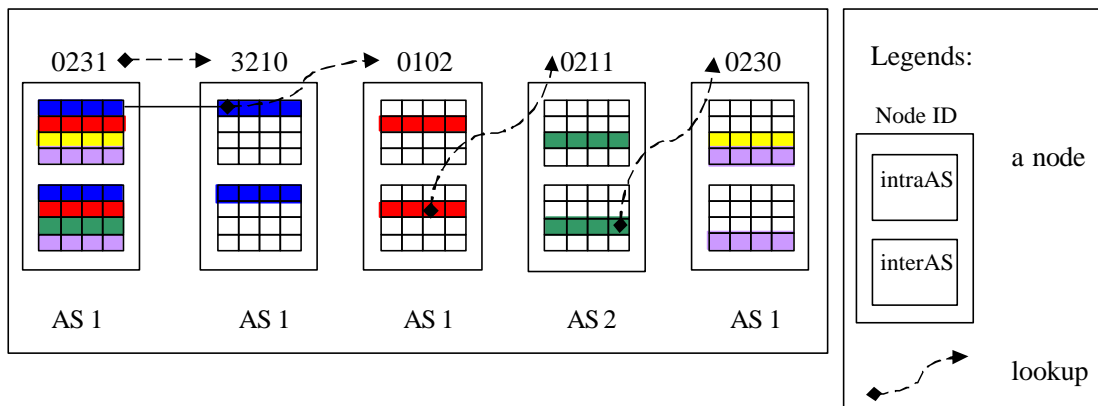 0231 3210 0102 0211 0230
AS 1 AS 1 AS 1 AS 2 AS 1
Legends:
Node ID
a node
intraAS
interAS
lookup